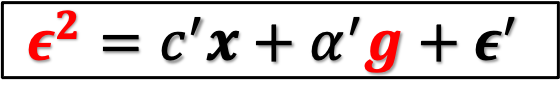 ϵ² = c′x + α′g + ϵ′